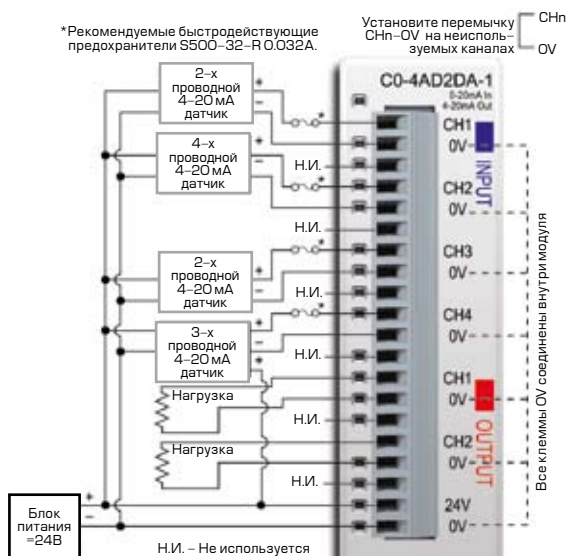 *Рекомендуемые быстродействующие
предохранители S500-32-R 0.032А.
Установите перемычку
CHn-0V на неисполь-
зуемых каналах
CHn
0V
2-х
проводной
4-20 мА
датчик
+
–
*
4-х
проводной
4-20 мА
датчик
+
–
*
Н.И.
Н.И.
2-х
проводной
4-20 мА
датчик
+
–
*
Н.И.
3-х
проводной
4-20 мА
датчик
+
–
+
*
Н.И.
Нагрузка
Н.И.
Нагрузка
Н.И.
Блок
питания
=24В
+
–
Н.И. – Не используется
C0-4AD2DA-1
0-20mA In
4-20mA Out
CH1
0V
INPUT
CH2
0V
CH3
0V
CH4
0V
CH1
0V
OUTPUT
CH2
0V
24V
0V
Все клеммы 0V соединены внутри модуля